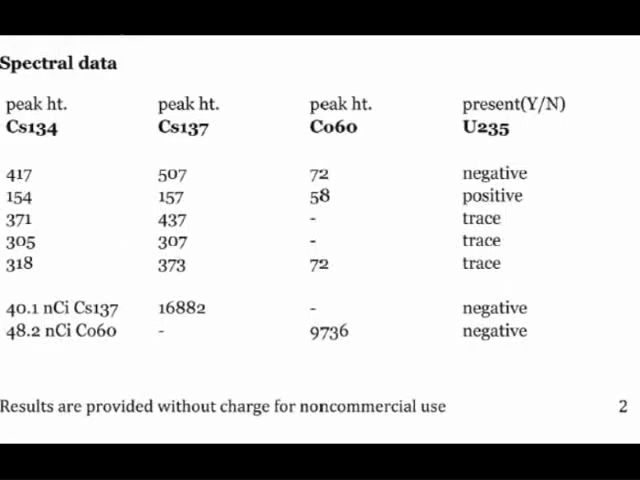 Spectral data
peak ht. peak ht. peak ht. present(Y/N)
Cs134 Cs137 Co60 U235
417 507 72 negative
154 157 58 positive
371 437 - trace
305 307 - trace
318 373 72 trace
40.1 nCi Cs137 16882 - negative
48.2 nCi Co60 - 9736 negative
Results are provided without charge for noncommercial use 2